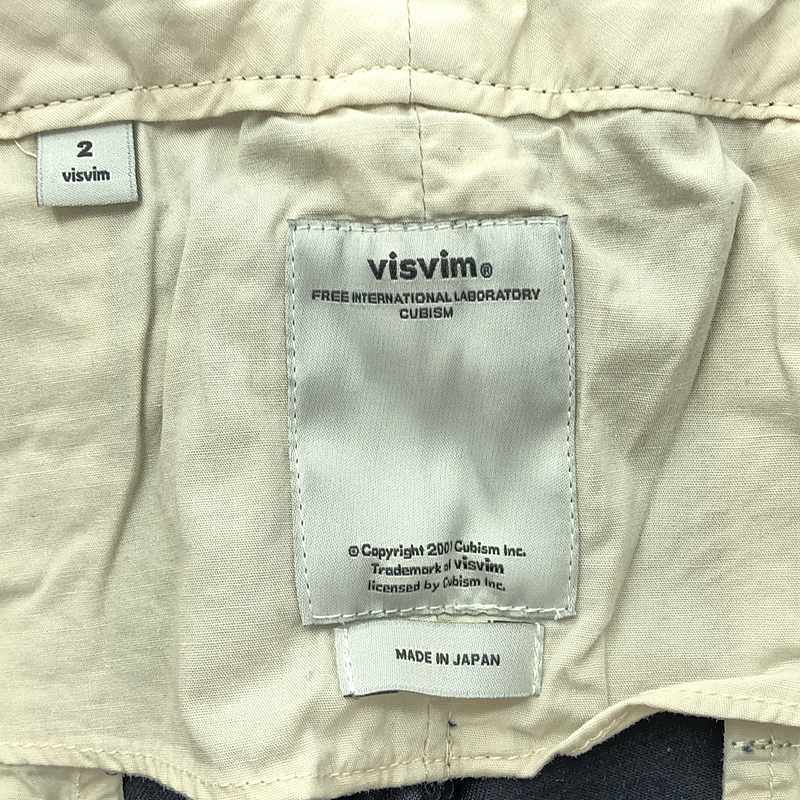 2
visvim
visvim®
FREE INTERNATIONAL LABORATORY
CUBISM
© Copyright 2001 Cubism Inc.
Trademark of visvim
licensed by Cubism Inc.
MADE IN JAPAN